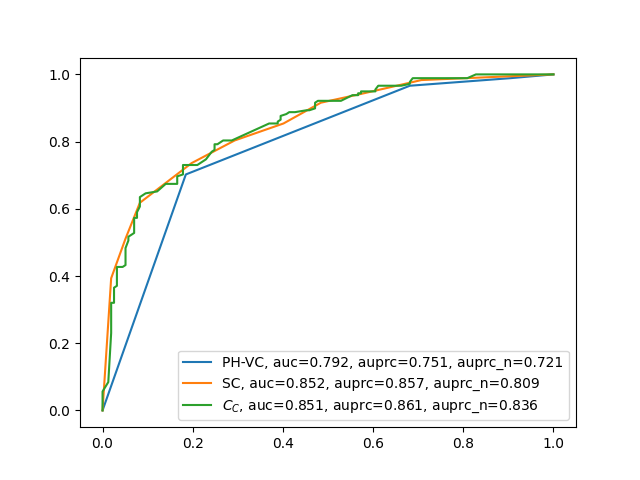 1.0
0.8
0.6
0.4
0.2
0.0
PH-VC, auc=0.792, auprc=0.751, auprc_n=0.721
SC, auc=0.852, auprc=0.857, auprc_n=0.809
C_C, auc=0.851, auprc=0.861, auprc_n=0.836
0.0 0.2 0.4 0.6 0.8 1.0